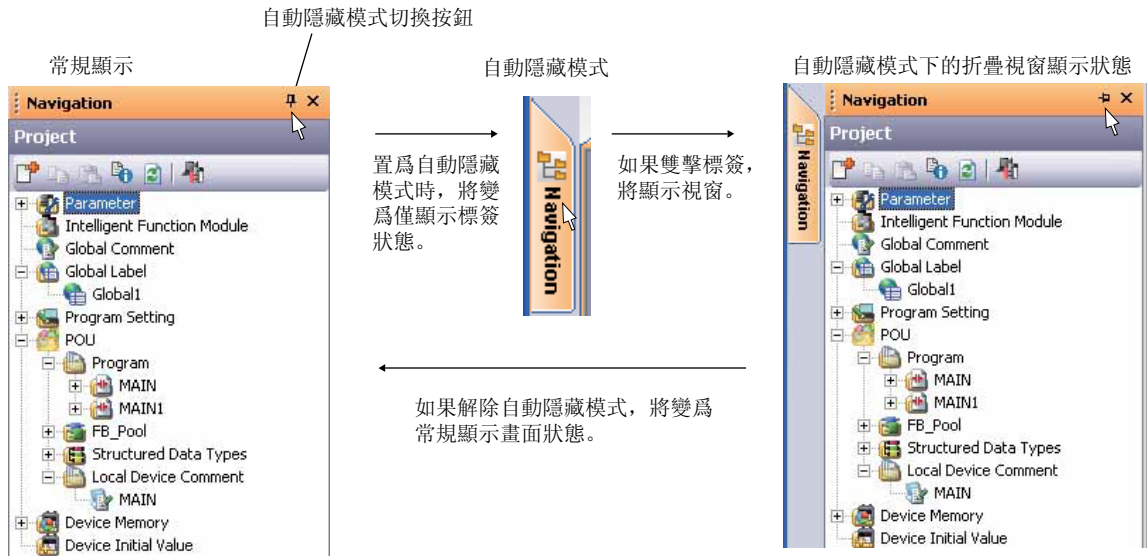 自動隱藏模式切換按鈕
常規顯示
Navigation
Project
Parameter
Intelligent Function Module
Global Comment
Global Label
Global1
Program Setting
POU
Program
MAIN
MAIN1
FB_Pool
Structured Data Types
Local Device Comment
MAIN
Device Memory
Device Initial Value
置爲自動隱藏
模式時，將變
爲僅顯示標簽
狀態。
自動隱藏模式
Navigation
如果雙擊標簽，
將顯示視窗。
如果解除自動隱藏模式，將變爲
常規顯示畫面狀態。
自動隱藏模式下的折疊視窗顯示狀態
Navigation
Navigation
Project
Parameter
Intelligent Function Module
Global Comment
Global Label
Global1
Program Setting
POU
Program
MAIN
MAIN1
FB_Pool
Structured Data Types
Local Device Comment
MAIN
Device Memory
Device Initial Value